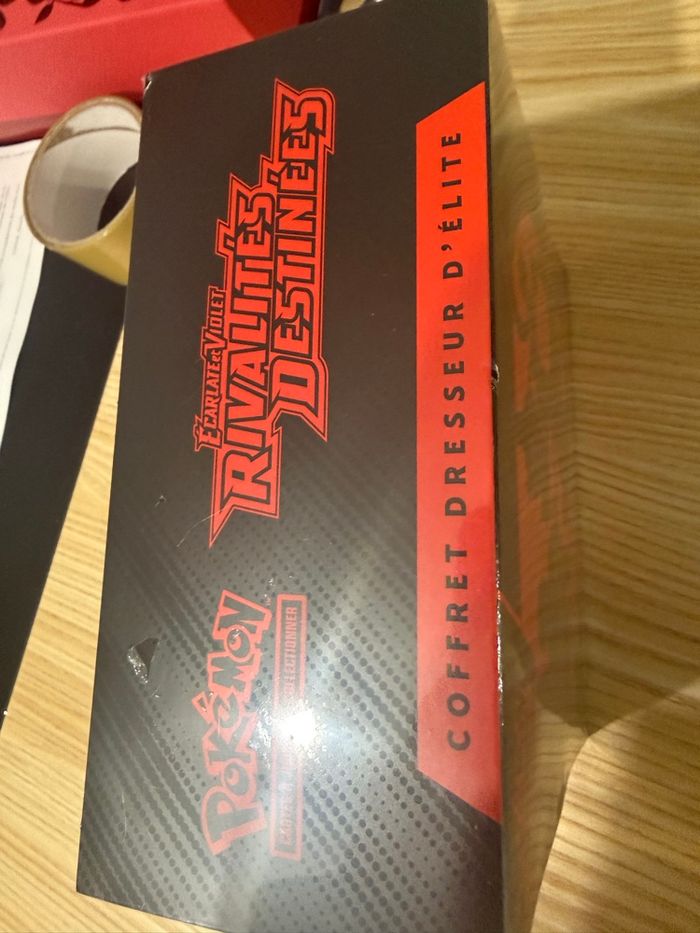 Pokémon
ÉCARLATE et VIOLET
RIVALITÉS
DESTINÉES
COFFRET DRESSEUR D'ÉLITE